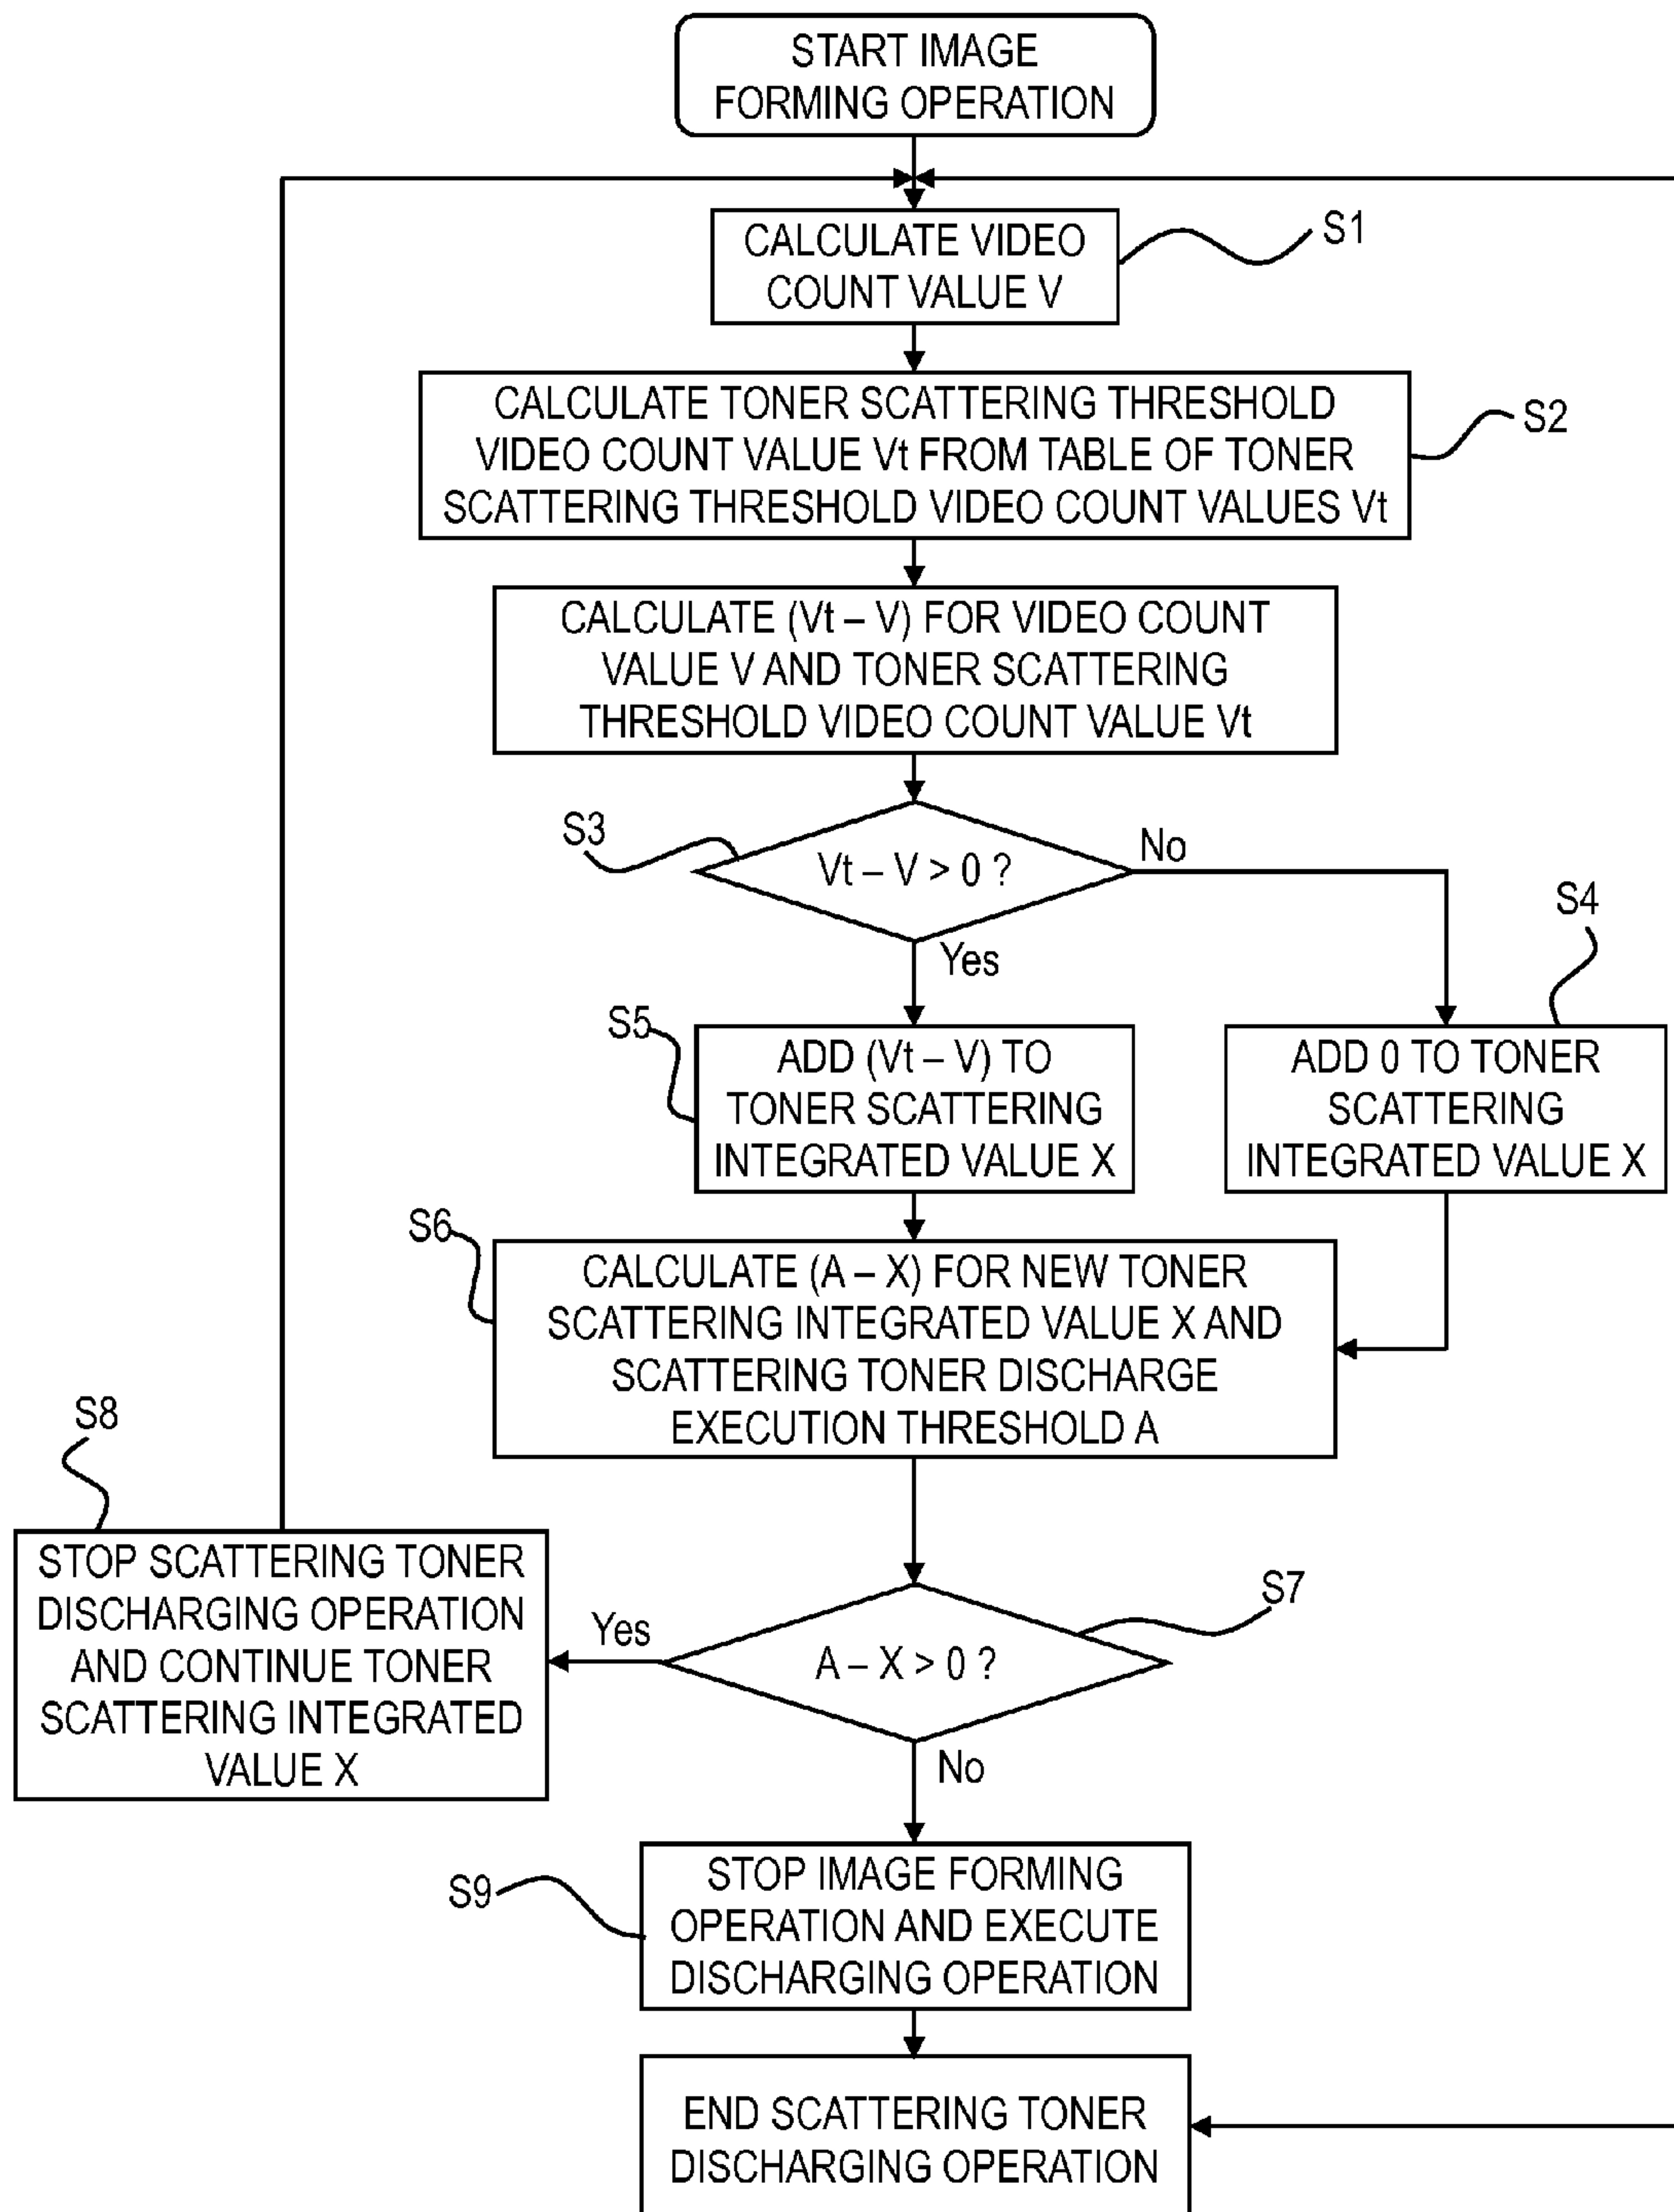 START IMAGE
FORMING OPERATION
CALCULATE VIDEO
COUNT VALUE V
S1
CALCULATE TONER SCATTERING THRESHOLD
VIDEO COUNT VALUE Vt FROM TABLE OF TONER
SCATTERING THRESHOLD VIDEO COUNT VALUES Vt
S2
CALCULATE (Vt – V) FOR VIDEO COUNT
VALUE V AND TONER SCATTERING
THRESHOLD VIDEO COUNT VALUE Vt
S3
Vt – V > 0 ?
No
Yes
S4
S5
ADD (Vt – V) TO
TONER SCATTERING
INTEGRATED VALUE X
ADD 0 TO TONER
SCATTERING
INTEGRATED VALUE X
S6
CALCULATE (A – X) FOR NEW TONER
SCATTERING INTEGRATED VALUE X AND
SCATTERING TONER DISCHARGE
EXECUTION THRESHOLD A
S8
STOP SCATTERING TONER
DISCHARGING OPERATION
AND CONTINUE TONER
SCATTERING INTEGRATED
VALUE X
Yes
A – X > 0 ?
S7
No
S9
STOP IMAGE FORMING
OPERATION AND EXECUTE
DISCHARGING OPERATION
END SCATTERING TONER
DISCHARGING OPERATION